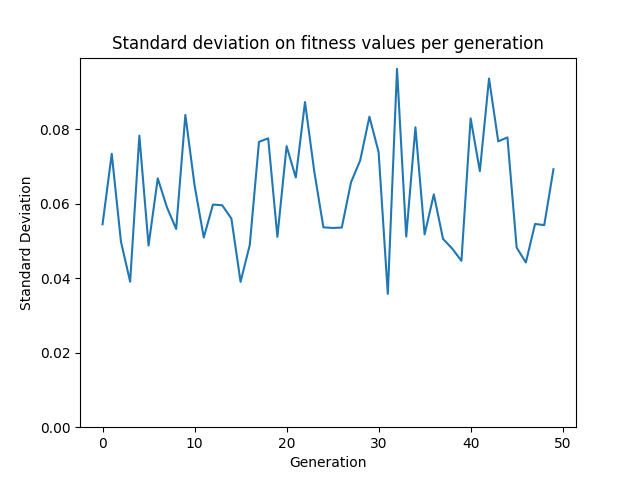 Standard deviation on fitness values per generation
Standard Deviation
0.08
0.06
0.04
0.02
0.00
0 10 20 30 40 50
Generation